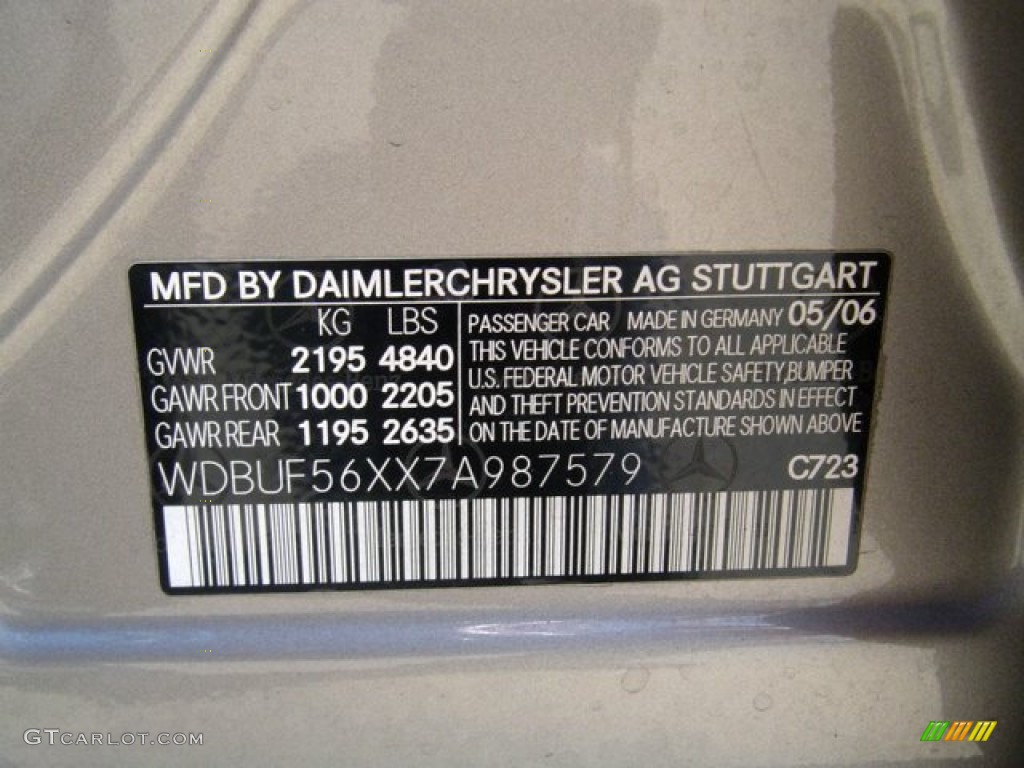 MFD BY DAIMLERCHRYSLER AG STUTTGART
KG LBS
GVWR 2195 4840
GAWR FRONT 1000 2205
GAWR REAR 1195 2635
PASSENGER CAR MADE IN GERMANY 05/06
THIS VEHICLE CONFORMS TO ALL APPLICABLE
U.S. FEDERAL MOTOR VEHICLE SAFETY,BUMPER
AND THEFT PREVENTION STANDARDS IN EFFECT
ON THE DATE OF MANUFACTURE SHOWN ABOVE
WDBUF56XX7A987579 C723
GTCARLOT.COM